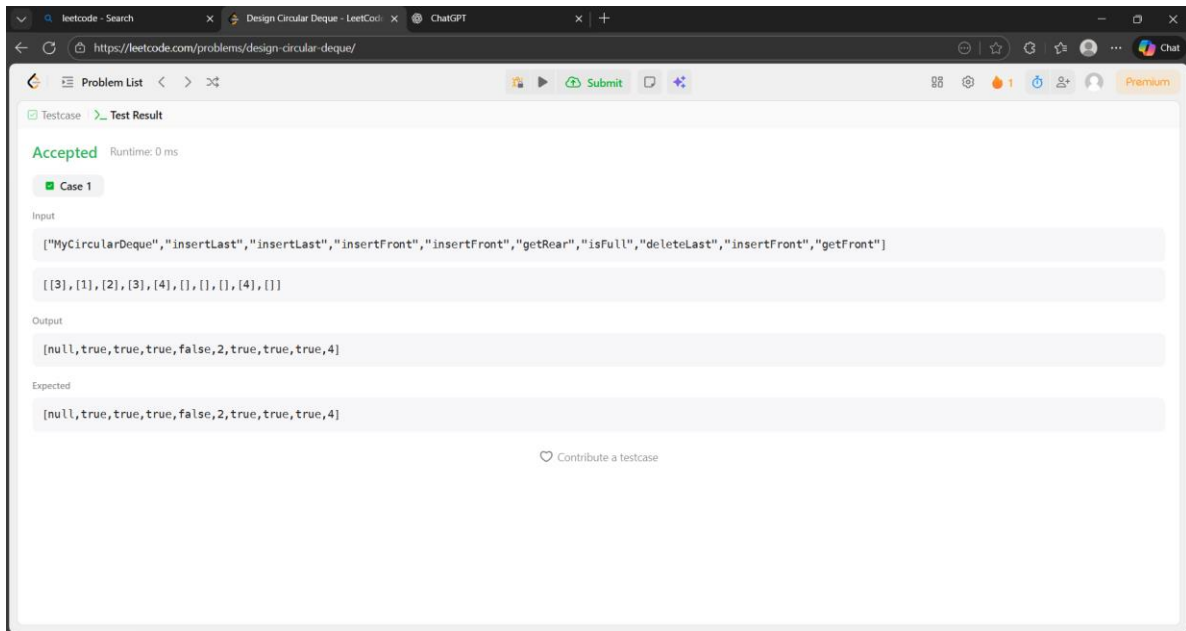 leetcode - Search
Design Circular Deque - LeetCode
ChatGPT
https://leetcode.com/problems/design-circular-deque/
Chat
Problem List
Submit
1
Premium
Testcase
Test Result
Accepted Runtime: 0 ms
Case 1
Input
["MyCircularDeque","insertLast","insertLast","insertFront","insertFront","getRear","isFull","deleteLast","insertFront","getFront"]
[[3],[1],[2],[3],[4],[],[],[],[4],[]]
Output
[null,true,true,true,false,2,true,true,true,4]
Expected
[null,true,true,true,false,2,true,true,true,4]
Contribute a testcase